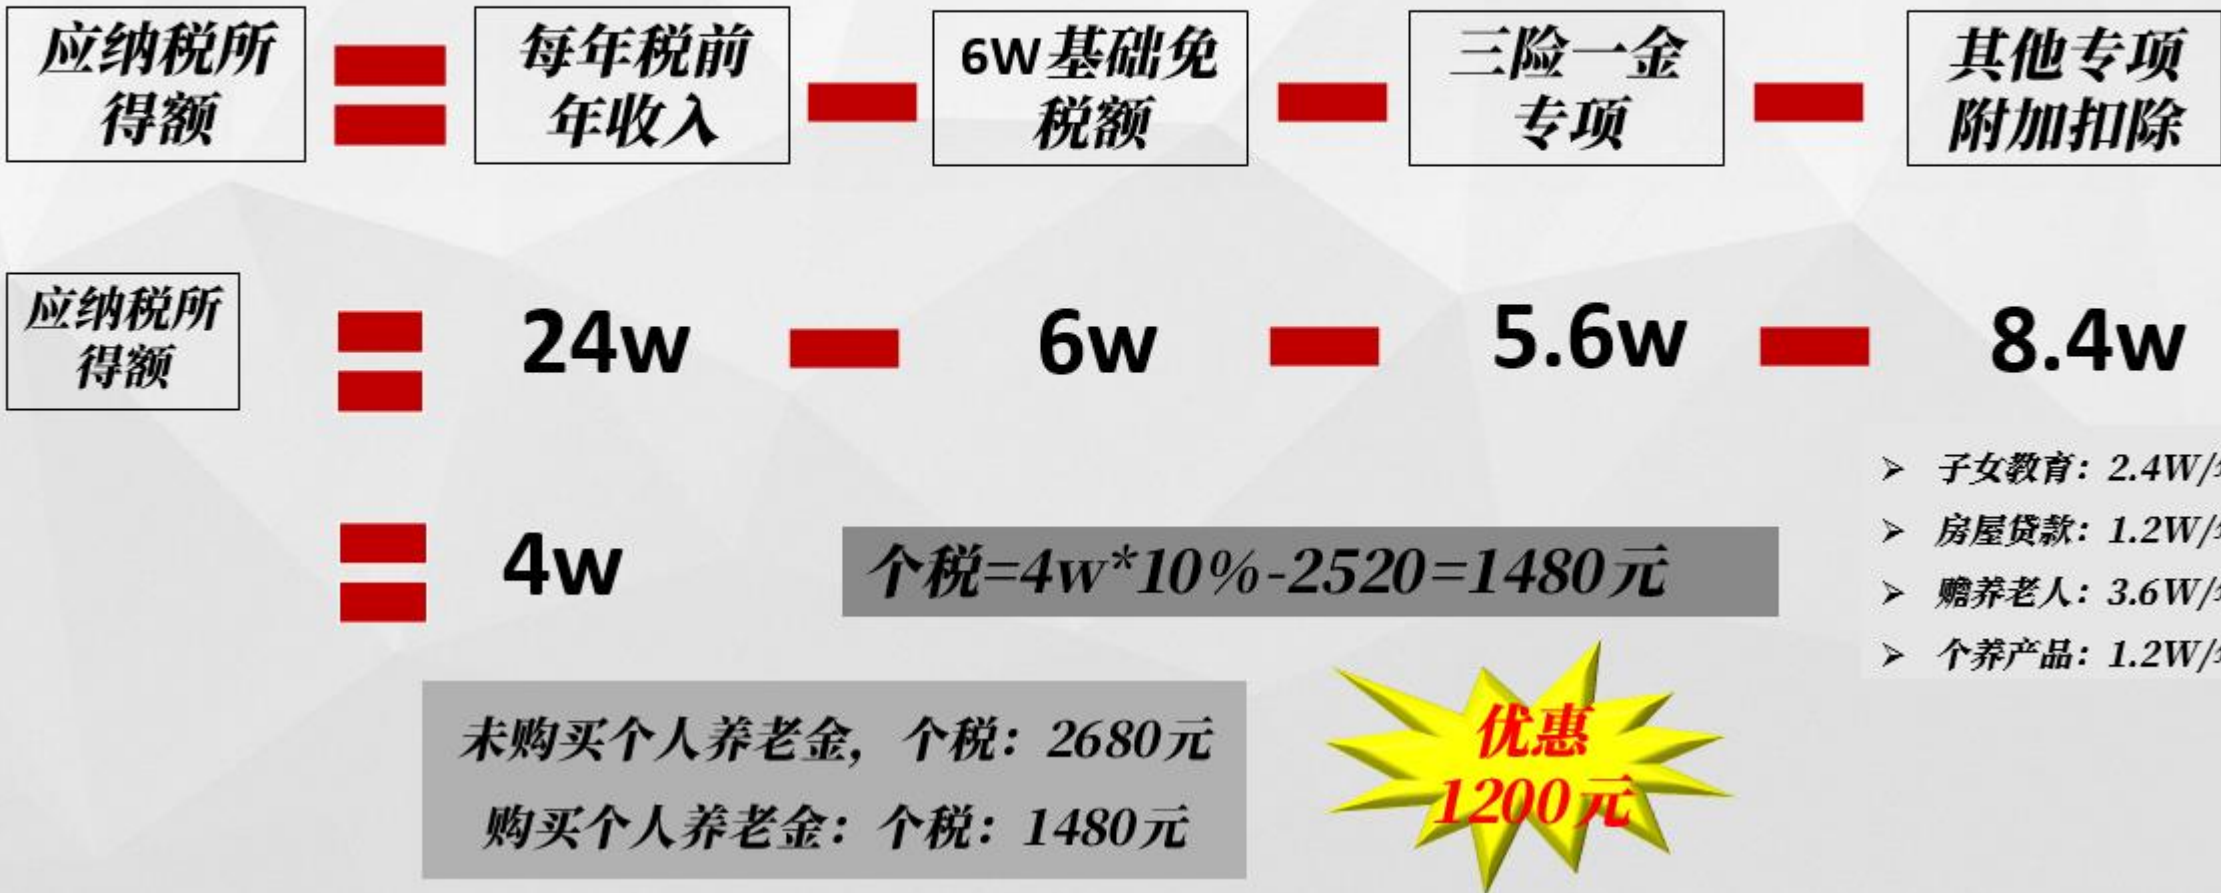 应纳税所
得额
每年税前
年收入
6W基础免
税额
三险一金
专项
其他专项
附加扣除
应纳税所
得额
24w
6w
5.6w
8.4w
4w
个税=4w*10%-2520=1480元
➢ 子女教育：2.4W/
➢ 房屋贷款：1.2W/
➢ 赡养老人：3.6W/
➢ 个养产品：1.2W/
未购买个人养老金，个税：2680元
购买个人养老金：个税：1480元
优惠
1200元